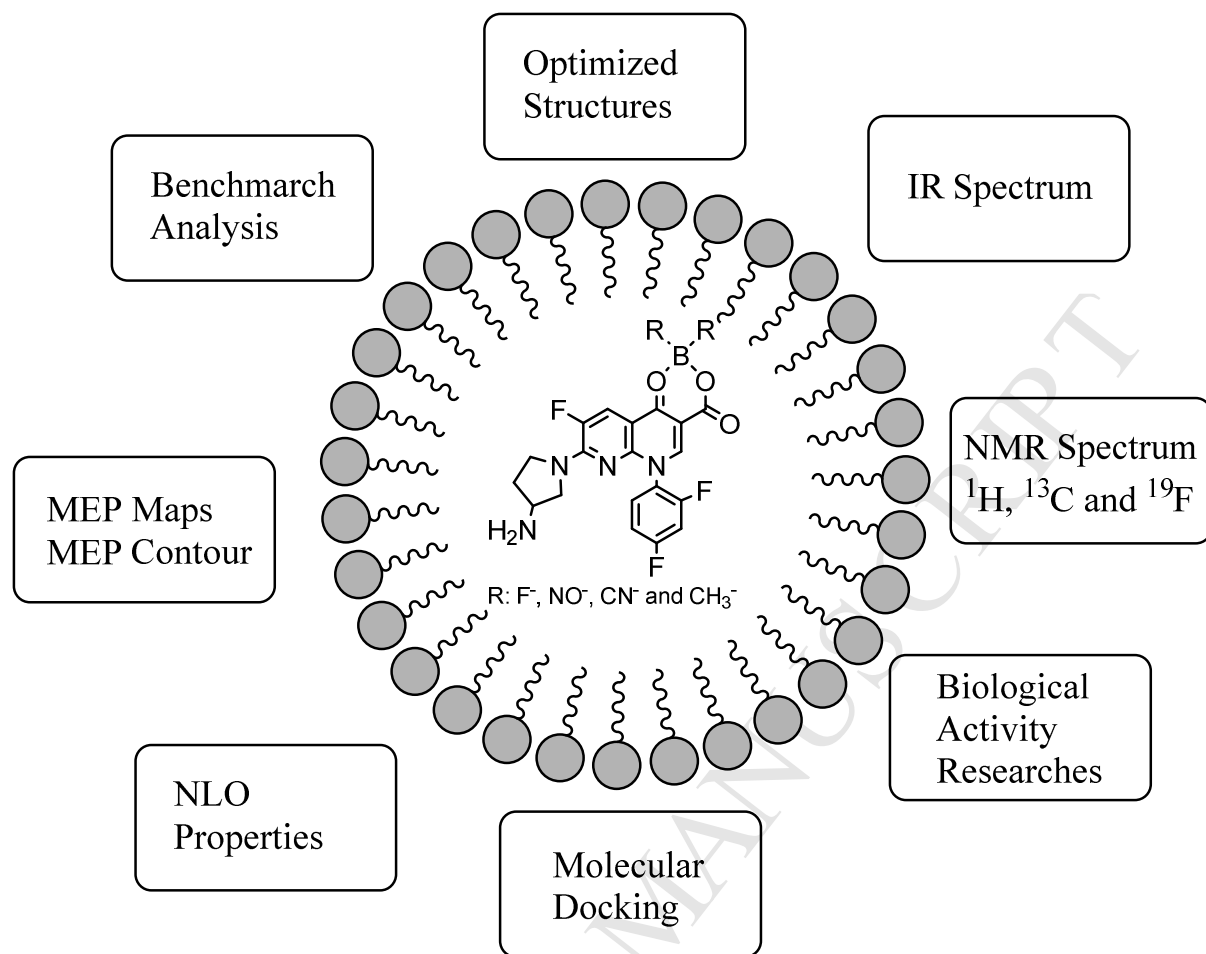 Optimized
Structures
Benchmarch
Analysis
IR Spectrum
R R
B
O O
F
O
N N N
F
H₂N
F
R: F⁻, NO⁻, CN⁻ and CH₃⁻
NMR Spectrum
¹H, ¹³C and ¹⁹F
MEP Maps
MEP Contour
Biological
Activity
Researches
NLO
Properties
Molecular
Docking
MANUSCRIPT